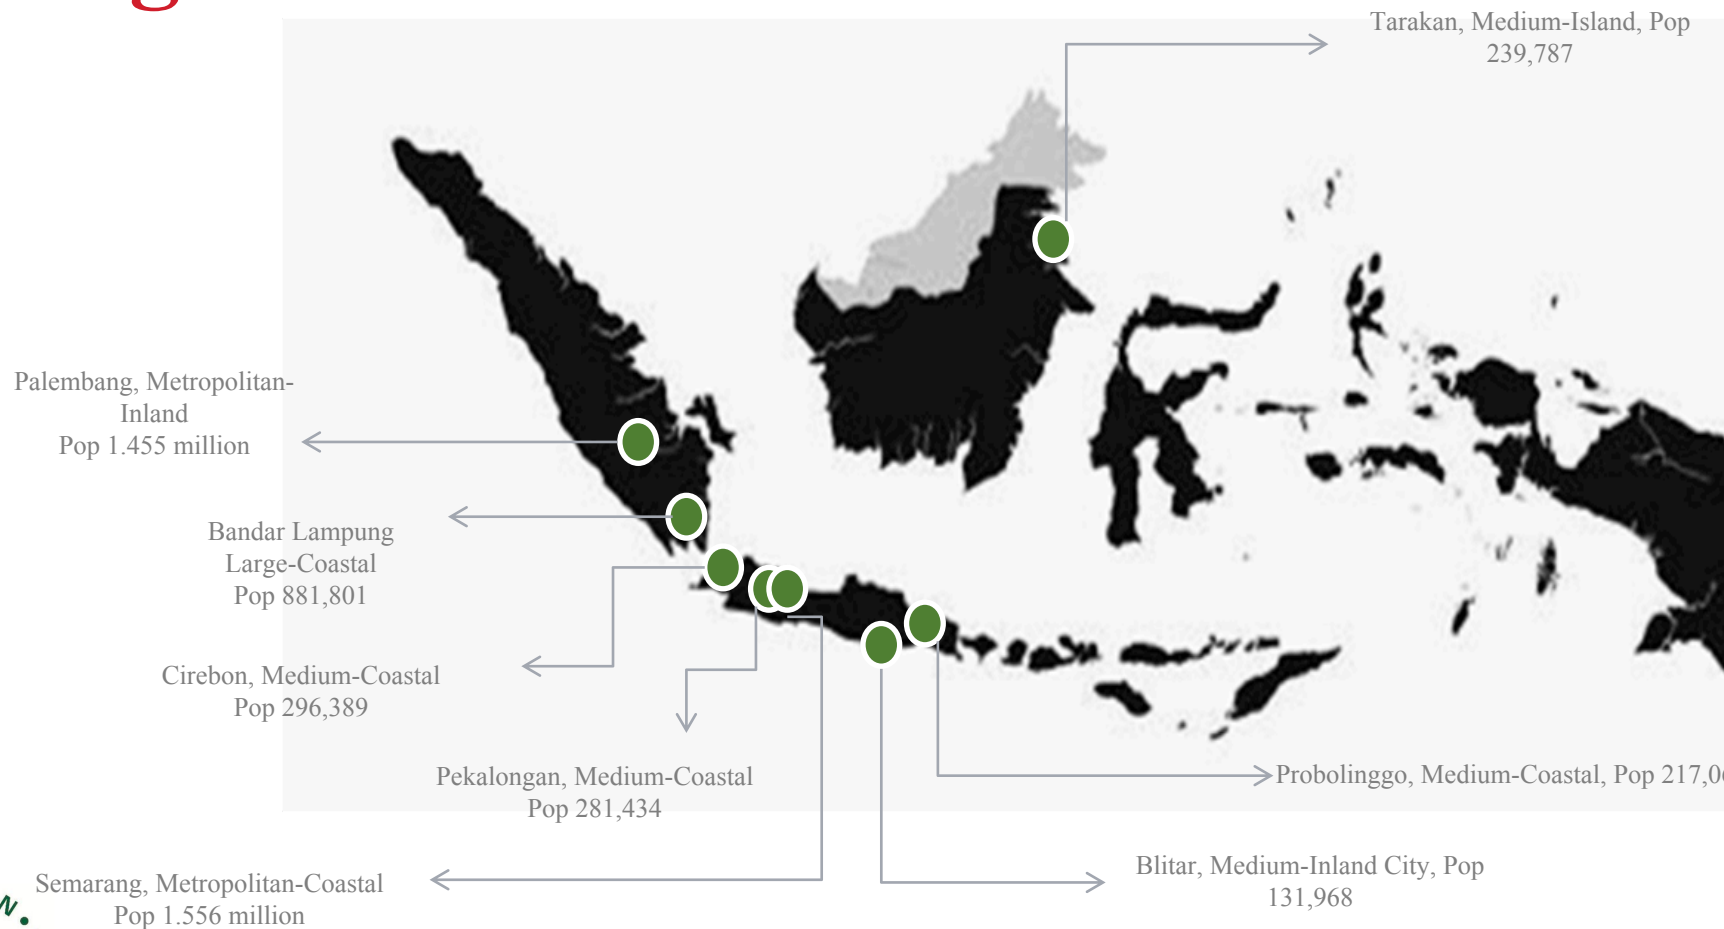 Tarakan, Medium-Island, Pop
239,787
Palembang, Metropolitan-
Inland
Pop 1.455 million
Bandar Lampung
Large-Coastal
Pop 881,801
Cirebon, Medium-Coastal
Pop 296,389
Pekalongan, Medium-Coastal
Pop 281,434
Probolinggo, Medium-Coastal, Pop
Semarang, Metropolitan-Coastal
Pop 1.556 million
Blitar, Medium-Inland City, Pop
131,968